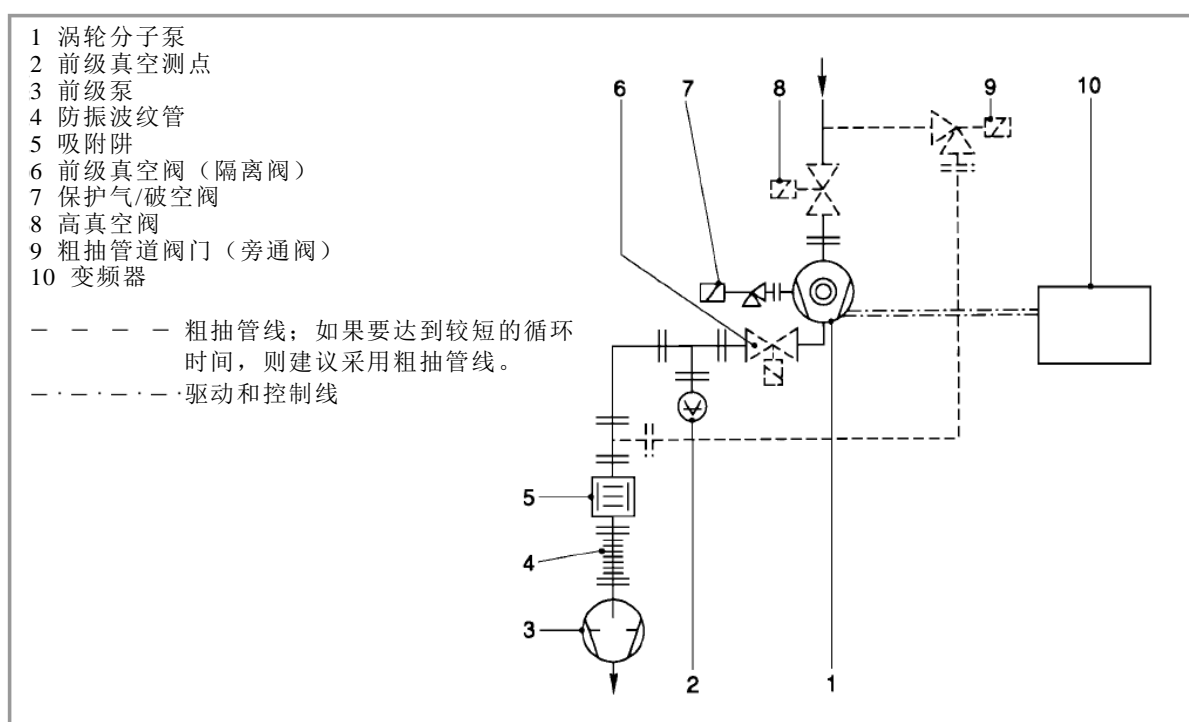 1 涡轮分子泵
2 前级真空测点
3 前级泵
4 防振波纹管
5 吸附阱
6 前级真空阀（隔离阀）
7 保护气/破空阀
8 高真空阀
9 粗抽管道阀门（旁通阀）
10 变频器
粗抽管线；如果要达到较短的循环
时间，则建议采用粗抽管线。
驱动和控制线
6 7 8 9 10
5
4
3
2 1